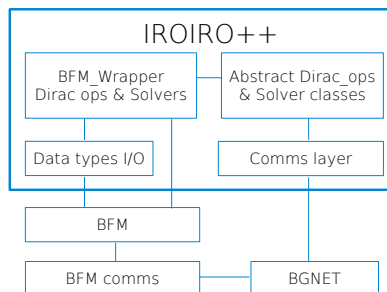 IROIRO++
BFM_Wrapper
Dirac ops & Solvers
Abstract Dirac_ops
& Solver classes
Data types I/O
Comms layer
BFM
BFM comms
BGNET